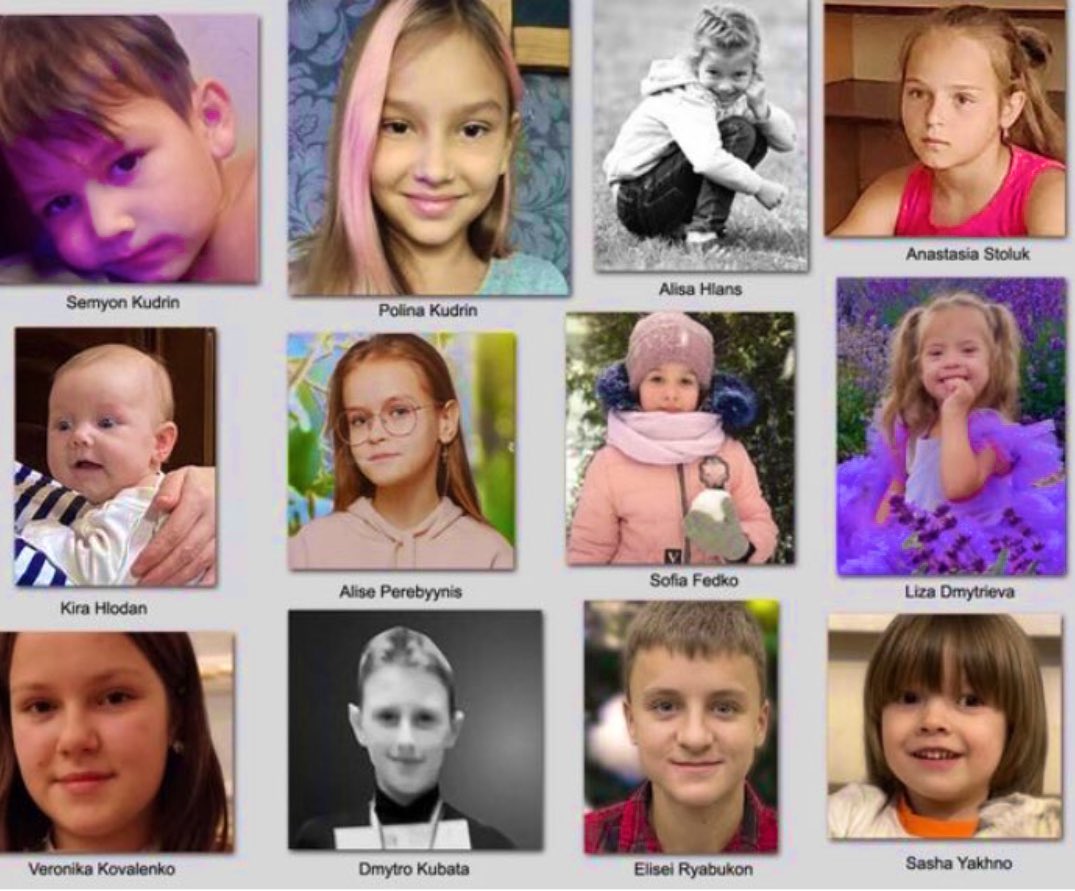 Semyon Kudrin
Polina Kudrin
Alisa Hlans
Anastasia Stoluk
Kira Hlodan
Alise Perebyynis
Sofia Fedko
Liza Dmytrieva
Veronika Kovalenko
Dmytro Kubata
Elisei Ryabukon
Sasha Yakhno